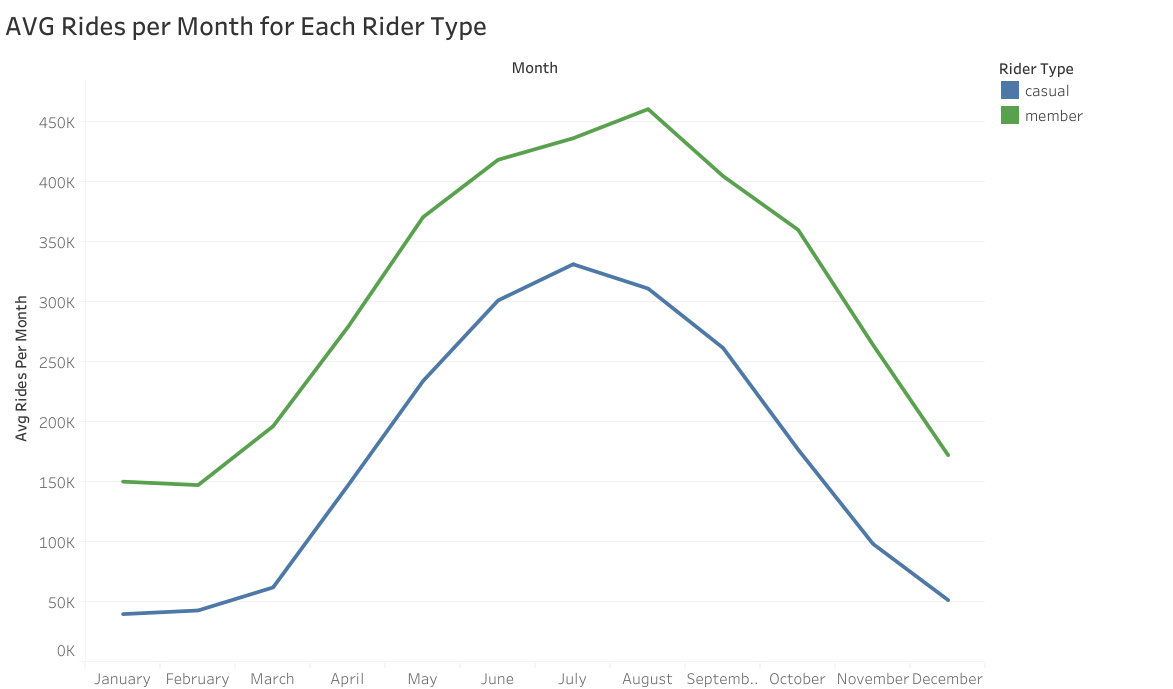 AVG Rides per Month for Each Rider Type
Month
Rider Type
casual
member
Avg Rides Per Month
450K
400K
350K
300K
250K
200K
150K
100K
50K
0K
January February March April May June July August Septemb.. October November December